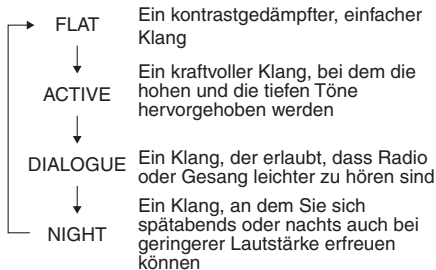 FLAT Ein kontrastgedämpfter, einfacher
Klang
ACTIVE Ein kraftvoller Klang, bei dem die
hohen und die tiefen Töne
hervorgehoben werden
DIALOGUE Ein Klang, der erlaubt, dass Radio
oder Gesang leichter zu hören sind
NIGHT Ein Klang, an dem Sie sich
spätabends oder nachts auch bei
geringerer Lautstärke erfreuen
können